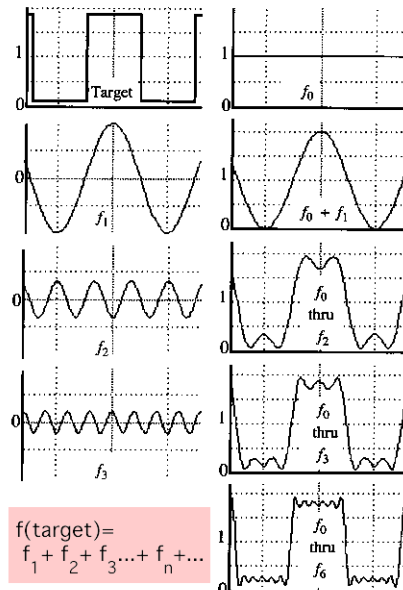 1
Target
0
1
f0
0
0
f1
1
f0 + f1
0
0
f2
1
f0
thru
f2
0
0
f3
1
f0
thru
f3
0
f(target)=
f1 + f2 + f3...+ fn+...
1
f0
thru
f6
0